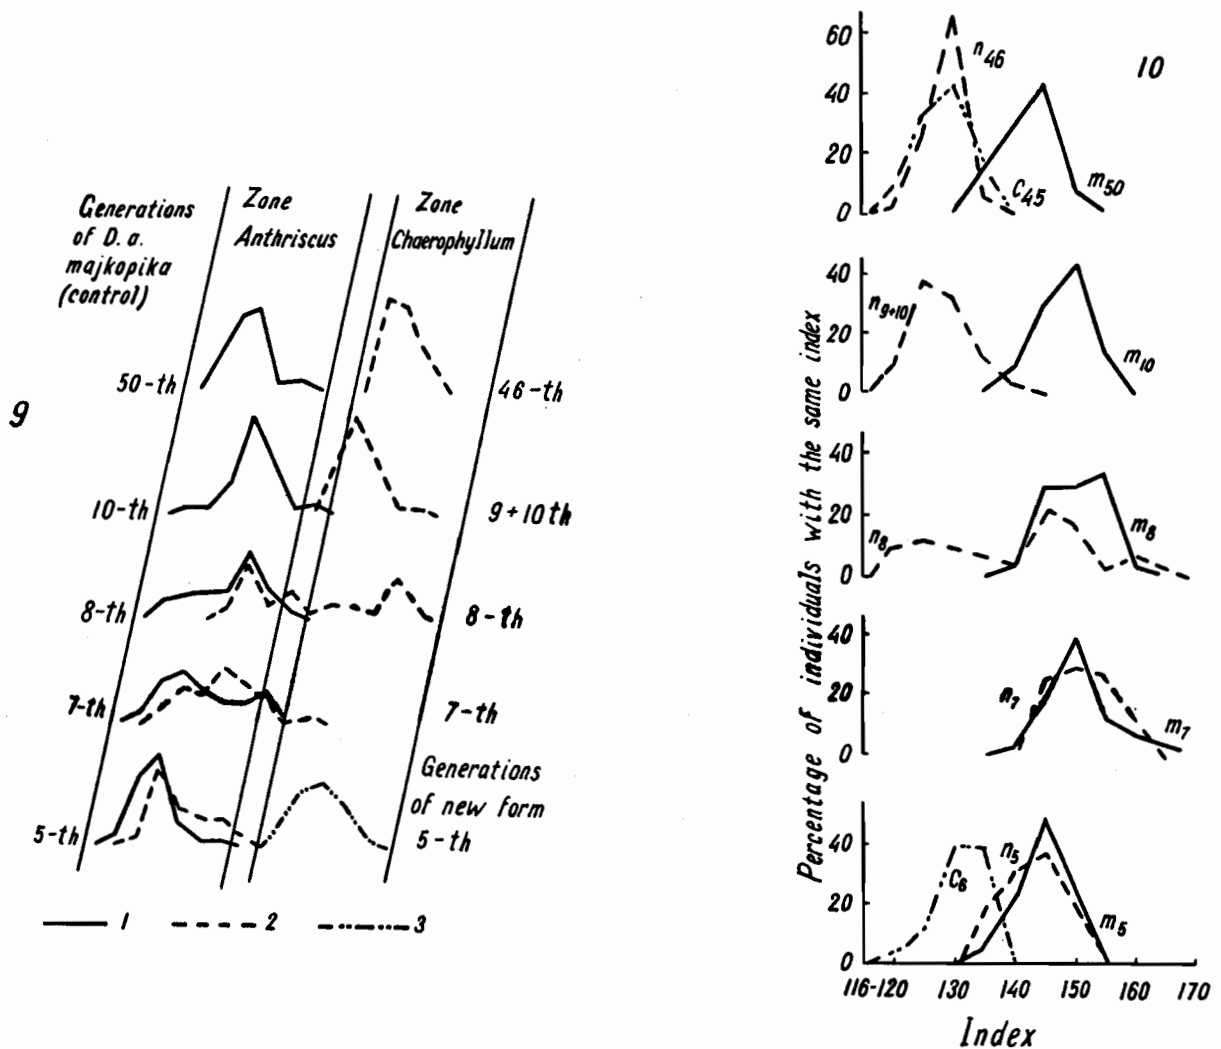 9
Generations
of D. a.
majkopika
(control)
Zone
Anthriscus
Zone
Chaerophyllum
50-th
46-th
10-th
9+10th
8-th
8-th
7-th
7-th
5-th
Generations
of new form
5-th
1
2
3
10
Percentage of individuals with the same index
60
40
20
0
n46
C45
m50
40
20
0
n9+10
m10
40
20
0
n8
m8
40
20
0
n7
m7
40
20
0
C6
n5
m5
116-120 130 140 150 160 170
Index